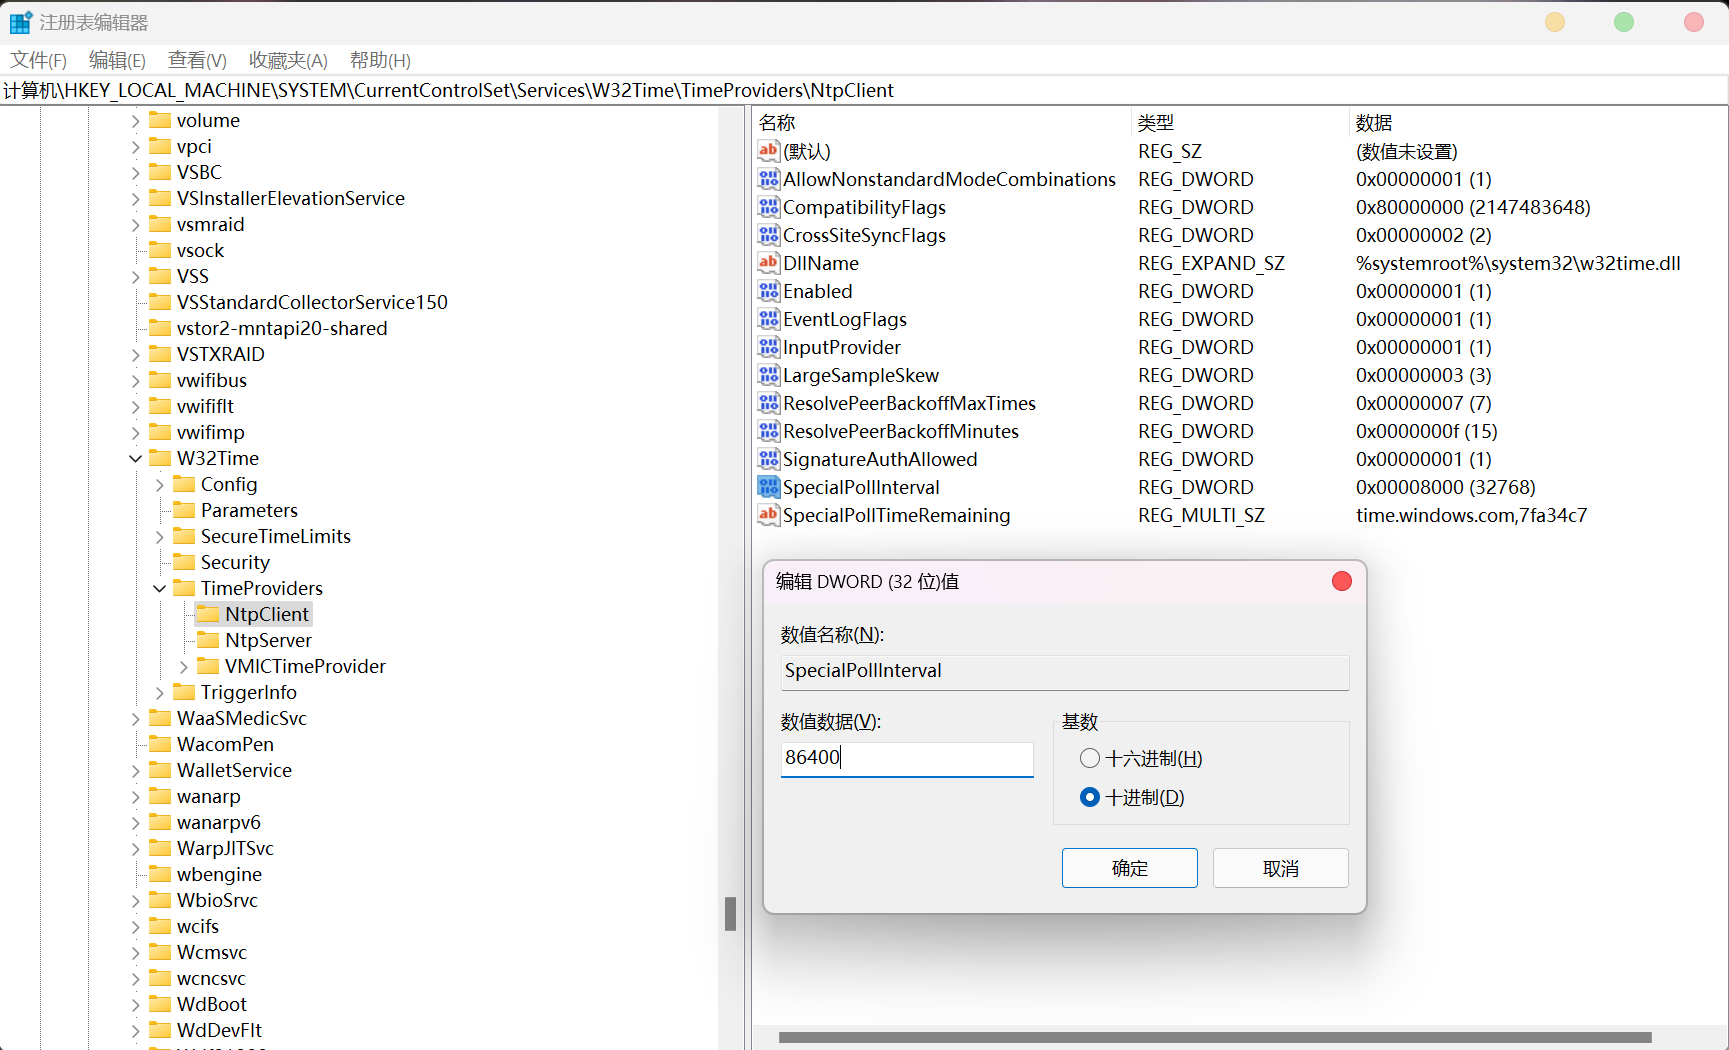 注册表编辑器
文件(F) 编辑(E) 查看(V) 收藏夹(A) 帮助(H)
计算机\HKEY_LOCAL_MACHINE\SYSTEM\CurrentControlSet\Services\W32Time\TimeProviders\NtpClient
volume
vpci
VSBC
VSInstallerElevationService
vsmraid
vsock
VSS
VSStandardCollectorService150
vstor2-mntapi20-shared
VSTXRAID
vwifibus
vwififlt
vwifimp
W32Time
Config
Parameters
SecureTimeLimits
Security
TimeProviders
NtpClient
NtpServer
VMICTimeProvider
TriggerInfo
WaaSMedicSvc
WacomPen
WalletService
wanarp
wanarpv6
WarpJITSvc
wbengine
WbioSrvc
wcifs
Wcmsvc
wcncsvc
WdBoot
WdDevFlt
名称 类型 数据
(默认) REG_SZ (数值未设置)
AllowNonstandardModeCombinations REG_DWORD 0x00000001 (1)
CompatibilityFlags REG_DWORD 0x80000000 (2147483648)
CrossSiteSyncFlags REG_DWORD 0x00000002 (2)
DllName REG_EXPAND_SZ %systemroot%\system32\w32time.dll
Enabled REG_DWORD 0x00000001 (1)
EventLogFlags REG_DWORD 0x00000001 (1)
InputProvider REG_DWORD 0x00000001 (1)
LargeSampleSkew REG_DWORD 0x00000003 (3)
ResolvePeerBackoffMaxTimes REG_DWORD 0x00000007 (7)
ResolvePeerBackoffMinutes REG_DWORD 0x0000000f (15)
SignatureAuthAllowed REG_DWORD 0x00000001 (1)
SpecialPollInterval REG_DWORD 0x00008000 (32768)
SpecialPollTimeRemaining REG_MULTI_SZ time.windows.com,7fa34c7
编辑 DWORD (32 位)值
数值名称(N):
SpecialPollInterval
数值数据(V):
86400
基数
十六进制(H)
十进制(D)
确定 取消